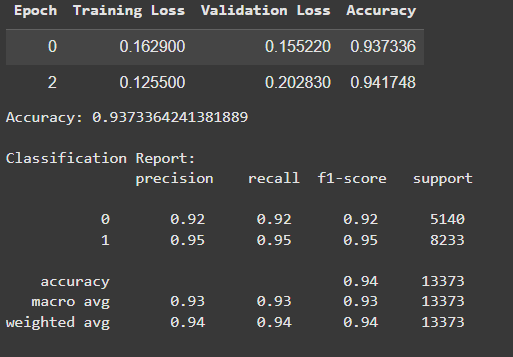 Epoch Training Loss Validation Loss Accuracy
0 0.162900 0.155220 0.937336
2 0.125500 0.202830 0.941748
Accuracy: 0.9373364241381889
Classification Report:
precision recall f1-score support
0 0.92 0.92 0.92 5140
1 0.95 0.95 0.95 8233
accuracy 0.94 13373
macro avg 0.93 0.93 0.93 13373
weighted avg 0.94 0.94 0.94 13373